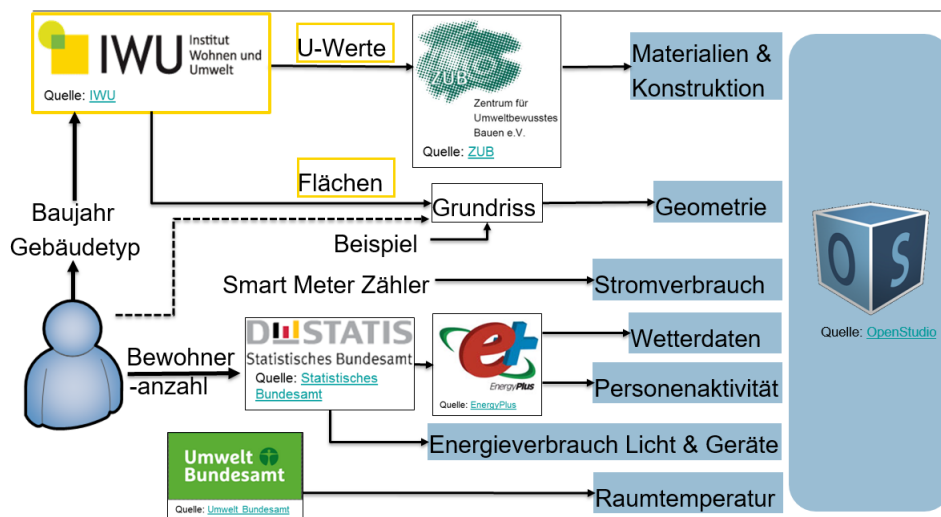 IWU
Institut
Wohnen und
Umwelt
Quelle: IWU
U-Werte
ZUB
Zentrum für
Umweltbewusstes
Bauen e.V.
Quelle: ZUB
Materialien &
Konstruktion
Flächen
Baujahr
Gebäudetyp
Grundriss
Geometrie
Beispiel
Smart Meter Zähler
Stromverbrauch
OS
Quelle: OpenStudio
Bewohner
-anzahl
DESTATIS
Statistisches Bundesamt
Quelle: Statistisches
Bundesamt
e+
EnergyPlus
Quelle: EnergyPlus
Wetterdaten
Personenaktivität
Energieverbrauch Licht & Geräte
Umwelt
Bundesamt
Quelle: Umwelt Bundesamt
Raumtemperatur